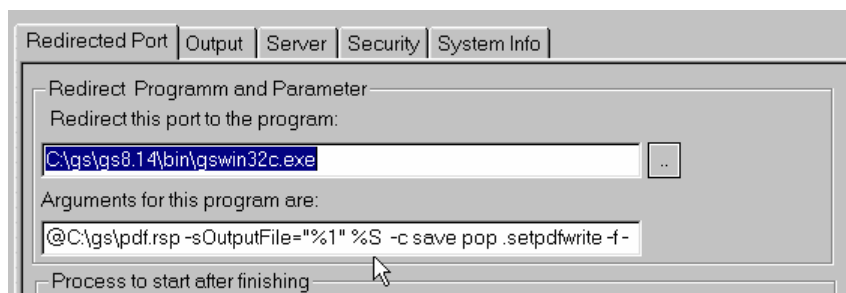 Redirected Port Output Server Security System Info
Redirect Programm and Parameter
Redirect this port to the program:
C:\gs\gs8.14\bin\gswin32c.exe ..
Arguments for this program are:
@C:\gs\pdf.rsp -sOutputFile="%1" %S -c save pop .setpdfwrite -f -
Process to start after finishing